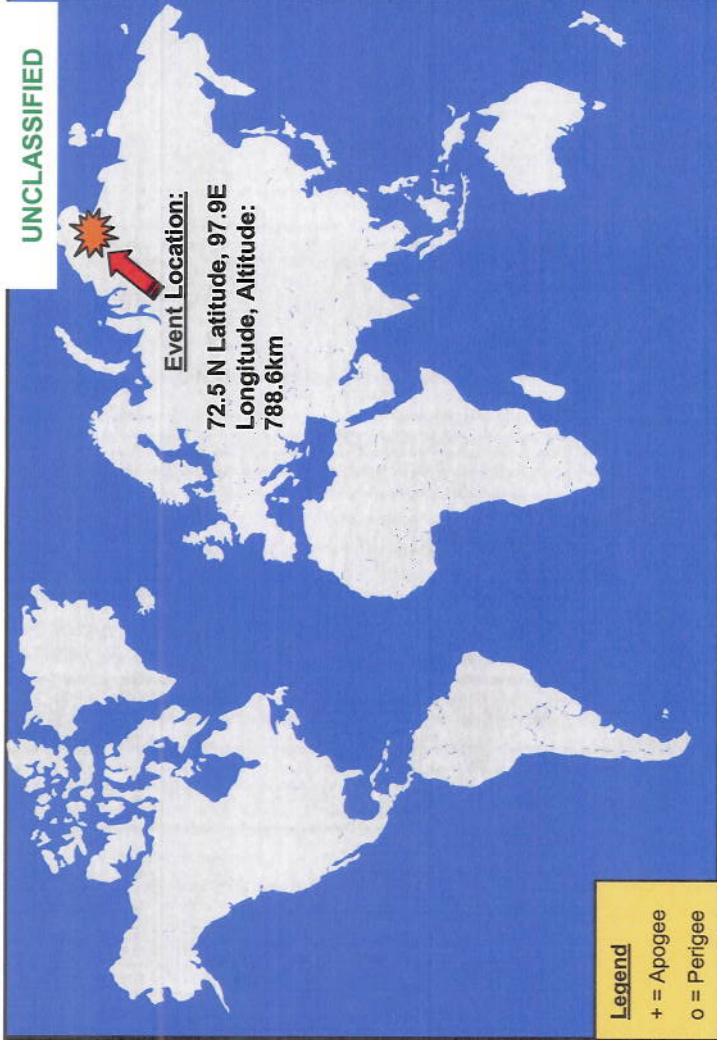 UNCLASSIFIED
Event Location:
72.5 N Latitude, 97.9E
Longitude, Altitude:
788.6km
Legend
+ = Apogee
o = Perigee